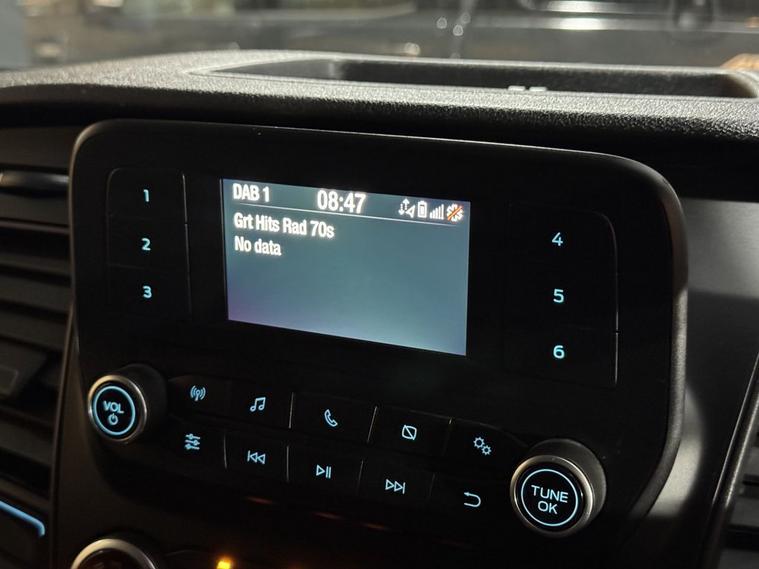 DAB 1 08:47
Grt Hits Rad 70s
No data
1
2
3
4
5
6
VOL
TUNE
OK